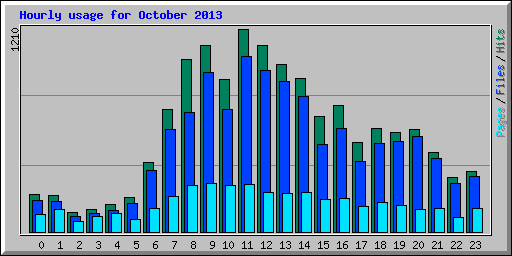 Hourly usage for October 2013
1210
Pages/Files/Hits
0 1 2 3 4 5 6 7 8 9 10 11 12 13 14 15 16 17 18 19 20 21 22 23